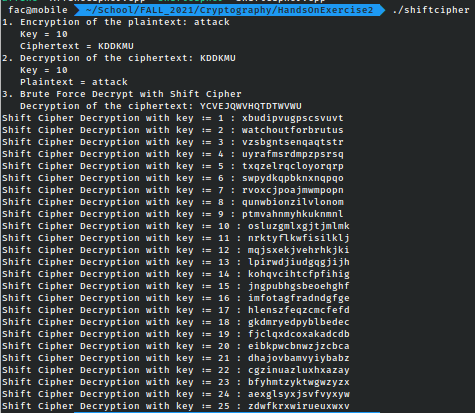 fac@mobile ~/School/FALL_2021/Cryptography/HandsOnExercise2 ./shiftcipher
1. Encryption of the plaintext: attack
Key = 10
Ciphertext = KDDKMU
2. Decryption of the ciphertext: KDDKMU
Key = 10
Plaintext = attack
3. Brute Force Decrypt with Shift Cipher
Decryption of the ciphertext: YCVEJQWVHQTDTWVWU
Shift Cipher Decryption with key := 1 : xbudipvugpscsvuvt
Shift Cipher Decryption with key := 2 : watchoutforbrutus
Shift Cipher Decryption with key := 3 : vzsbgntsenqaqtstr
Shift Cipher Decryption with key := 4 : uyrafmsrdmpzpsrsq
Shift Cipher Decryption with key := 5 : txqzelrqcloyorqrp
Shift Cipher Decryption with key := 6 : swpydkqpbknxnqpqo
Shift Cipher Decryption with key := 7 : rvoxcjpoajmwmpopn
Shift Cipher Decryption with key := 8 : qunwbionzilvlonom
Shift Cipher Decryption with key := 9 : ptmvahnmyhkuknmnl
Shift Cipher Decryption with key := 10 : osluzgmlxgjtjmlmk
Shift Cipher Decryption with key := 11 : nrktyflkwfisilklj
Shift Cipher Decryption with key := 12 : mqjsxekjvehrhkjki
Shift Cipher Decryption with key := 13 : lpirwdjiudgqgjijh
Shift Cipher Decryption with key := 14 : kohqvcihtcfpfihig
Shift Cipher Decryption with key := 15 : jngpubhgsbeoehghf
Shift Cipher Decryption with key := 16 : imfotagfradndgfge
Shift Cipher Decryption with key := 17 : hlenszfeqzcmcfefd
Shift Cipher Decryption with key := 18 : gkdmryedpyblbedec
Shift Cipher Decryption with key := 19 : fjclqxdcoxakadcdb
Shift Cipher Decryption with key := 20 : eibkpwcbnwzjzcbca
Shift Cipher Decryption with key := 21 : dhajovbamvyiybabz
Shift Cipher Decryption with key := 22 : cgzinuazluxhxazay
Shift Cipher Decryption with key := 23 : bfyhmtzyktwgwzyzx
Shift Cipher Decryption with key := 24 : aexglsyxjsvfvyxyw
Shift Cipher Decryption with key := 25 : zdwfkrxwirueuxwxv